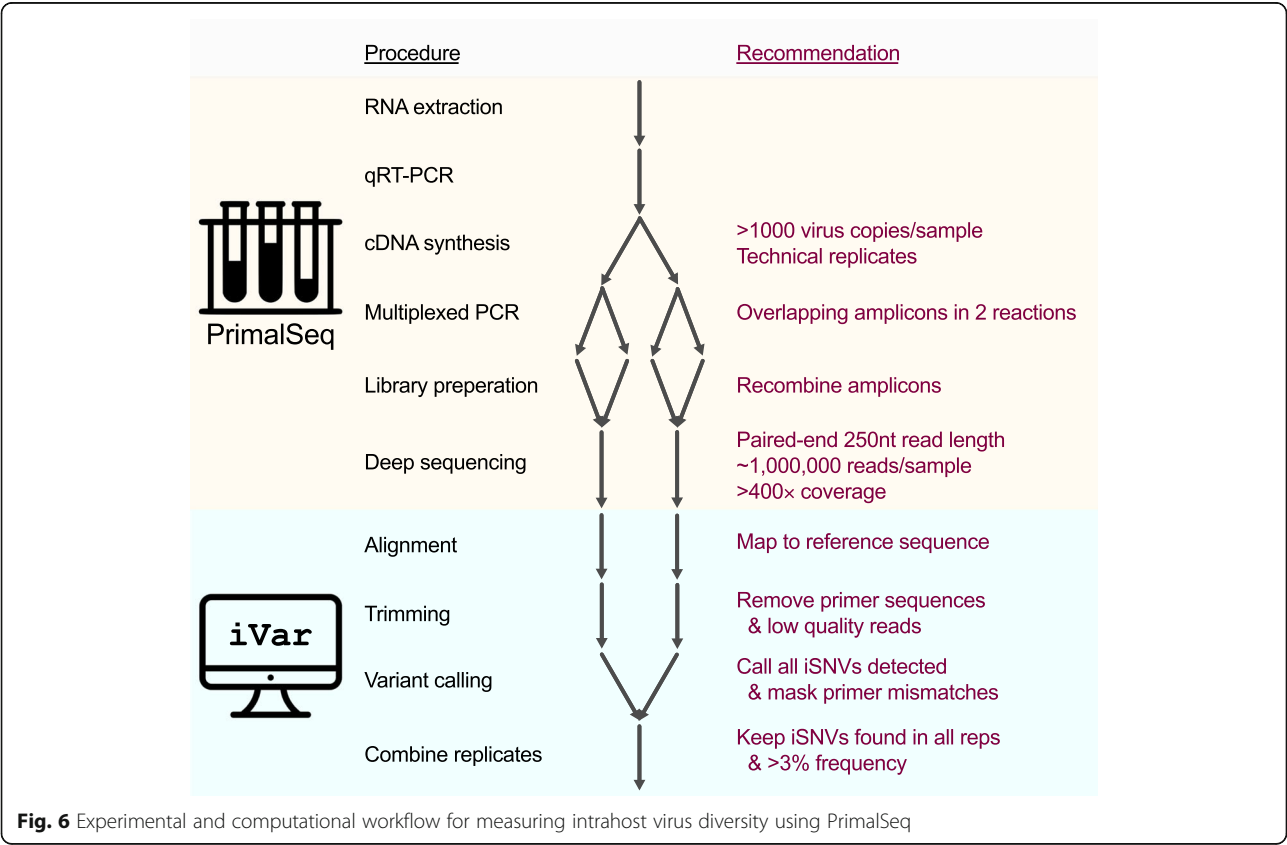 Procedure Recommendation
RNA extraction
qRT-PCR
cDNA synthesis
>1000 virus copies/sample
Technical replicates
PrimalSeq
Multiplexed PCR
Overlapping amplicons in 2 reactions
Library preperation
Recombine amplicons
Deep sequencing
Paired-end 250nt read length
~1,000,000 reads/sample
>400× coverage
Alignment
Map to reference sequence
iVar
Trimming
Remove primer sequences
& low quality reads
Variant calling
Call all iSNVs detected
& mask primer mismatches
Combine replicates
Keep iSNVs found in all reps
& >3% frequency
Fig. 6 Experimental and computational workflow for measuring intrahost virus diversity using PrimalSeq